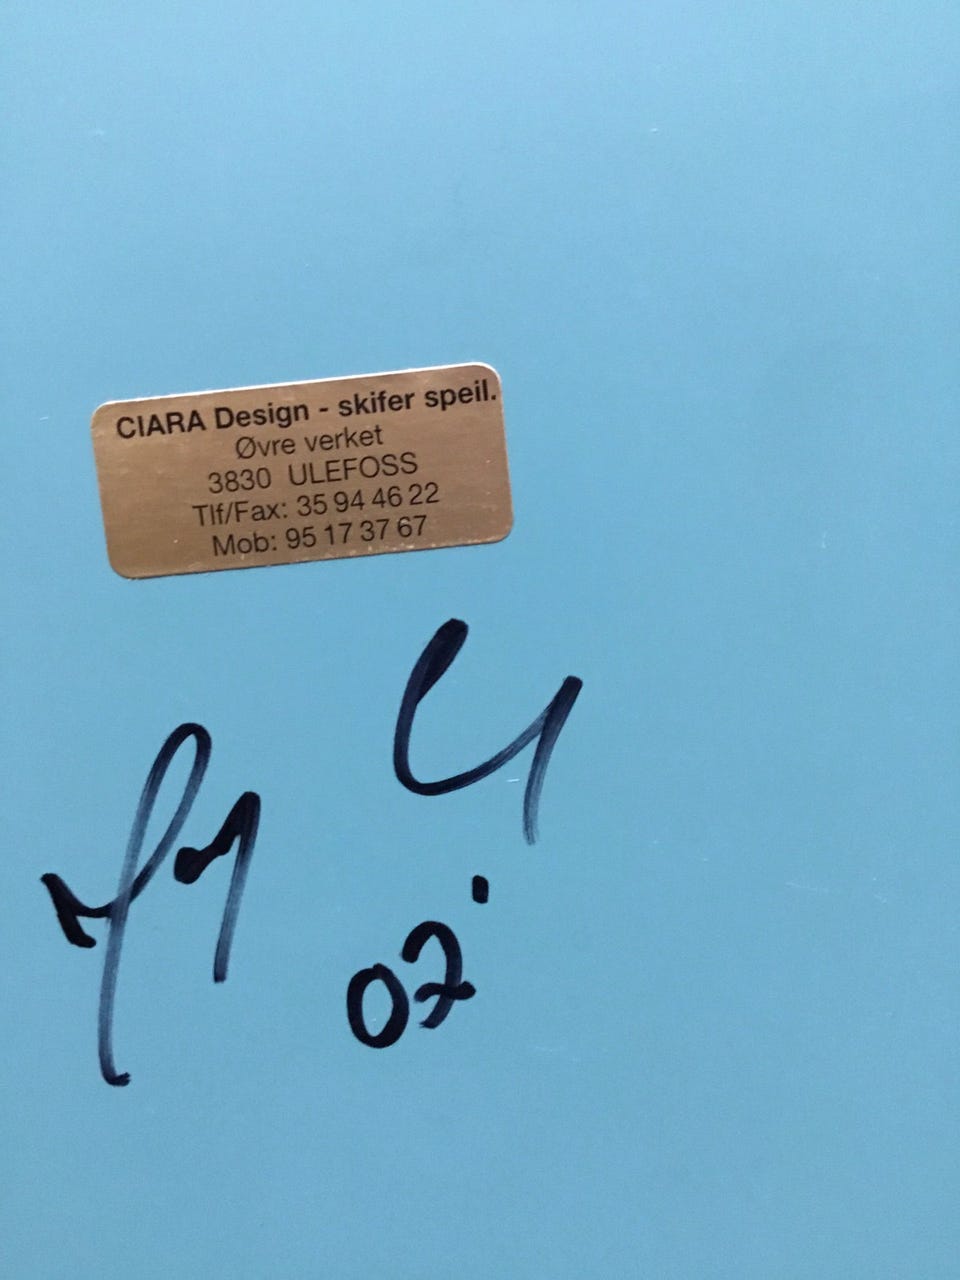 CIARA Design - skifer speil.
Øvre verket
3830 ULEFOSS
Tlf/Fax: 35 94 46 22
Mob: 95 17 37 67
07